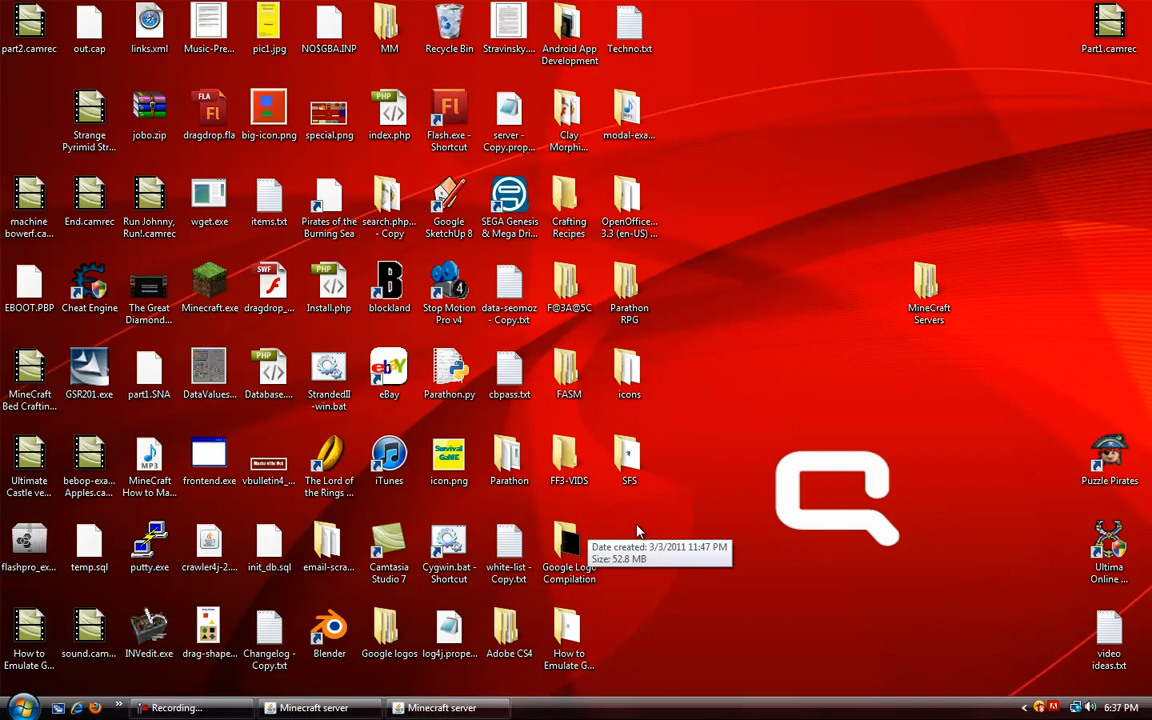 part2.camrec
out.cap
links.xml
Music-Pre...
pic1.jpg
NO$GBA.INP
MM
Recycle Bin
Stravinsky....
Android App
Development
Techno.txt
Part1.camrec
Strange
Pyrimid Str...
jobo.zip
dragdrop.fla
big-icon.png
special.png
index.php
Flash.exe -
Shortcut
server -
Copy.prop...
Clay
Morphi...
modal-exa...
machine
bowerf.ca...
End.camrec
Run Johnny,
Run!.camrec
wget.exe
items.txt
Pirates of the
Burning Sea
search.php...
- Copy
Google
SketchUp 8
SEGA Genesis
& Mega Dri...
Crafting
Recipes
OpenOffice...
3.3 (en-US) ...
EBOOT.PBP
Cheat Engine
The Great
Diamond...
Minecraft.exe
dragdrop_...
Install.php
blockland
Stop Motion
Pro v4
data-seomoz
- Copy.txt
F@3A@5C
Parathon
RPG
MineCraft
Servers
MineCraft
Bed Craftin...
GSR201.exe
part1.SNA
DataValues...
Database....
StrandedII
-win.bat
eBay
Parathon.py
cbpass.txt
FASM
icons
Ultimate
Castle ve...
bebop-exa...
Apples.ca...
MineCraft
How to Ma...
frontend.exe
vbulletin4_...
The Lord of
the Rings ...
iTunes
icon.png
Parathon
FF3-VIDS
SFS
Puzzle Pirates
flashpro_ex...
temp.sql
putty.exe
crawler4j-2....
init_db.sql
email-scra...
Camtasia
Studio 7
Cygwin.bat -
Shortcut
white-list -
Copy.txt
Google Logo
Compilation
Date created: 3/3/2011 11:47 PM
Size: 52.8 MB
Ultima
Online ...
How to
Emulate G...
sound.cam...
INVedit.exe
drag-shape...
Changelog -
Copy.txt
Blender
Google logos
log4j.prope...
Adobe CS4
How to
Emulate G...
video
ideas.txt
Recording...
Minecraft server
Minecraft server
6:37 PM